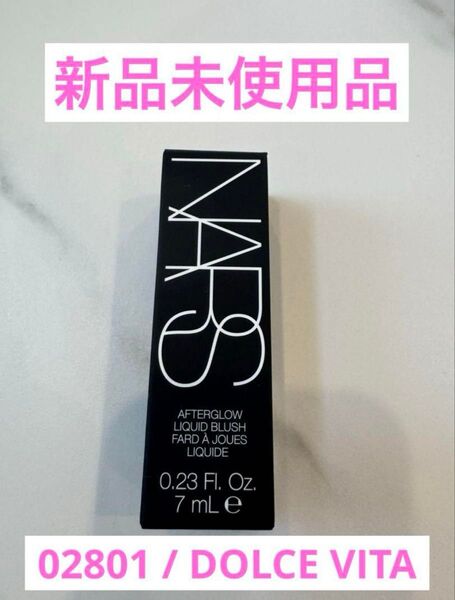 新品未使用品
NARS
AFTERGLOW
LIQUID BLUSH
FARD À JOUES
LIQUIDE
0.23 Fl. Oz.
7 mL ℮
02801 / DOLCE VITA